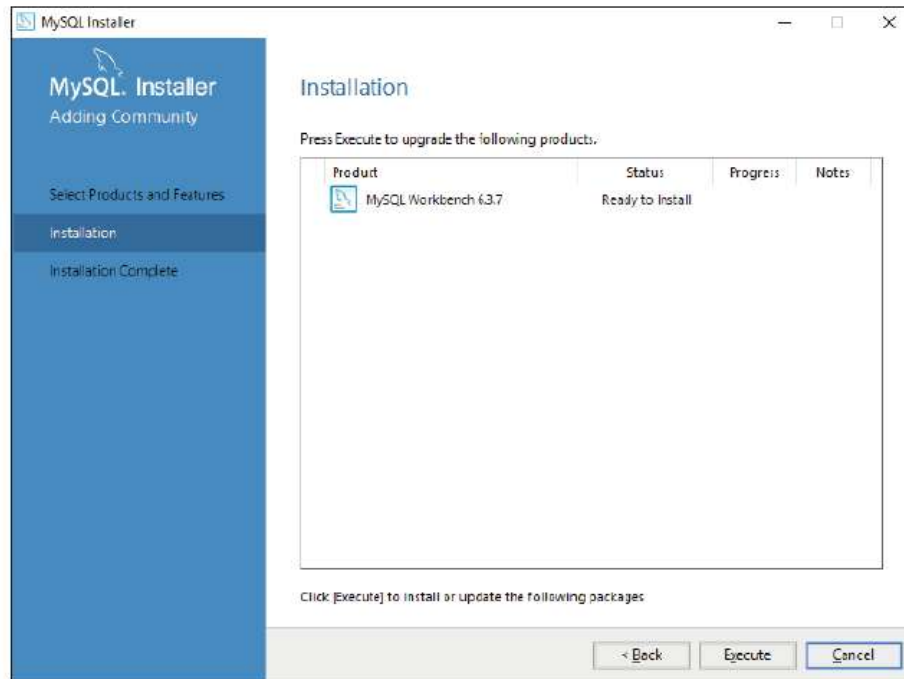 MySQL Installer
MySQL. Installer
Adding Community
Select Products and Features
Installation
Installation Complete
Installation
Press Execute to upgrade the following products.
Product Status Progress Notes
MySQL Workbench 6.3.7 Ready to Install
Click [Execute] to install or update the following packages
< Back Execute Cancel